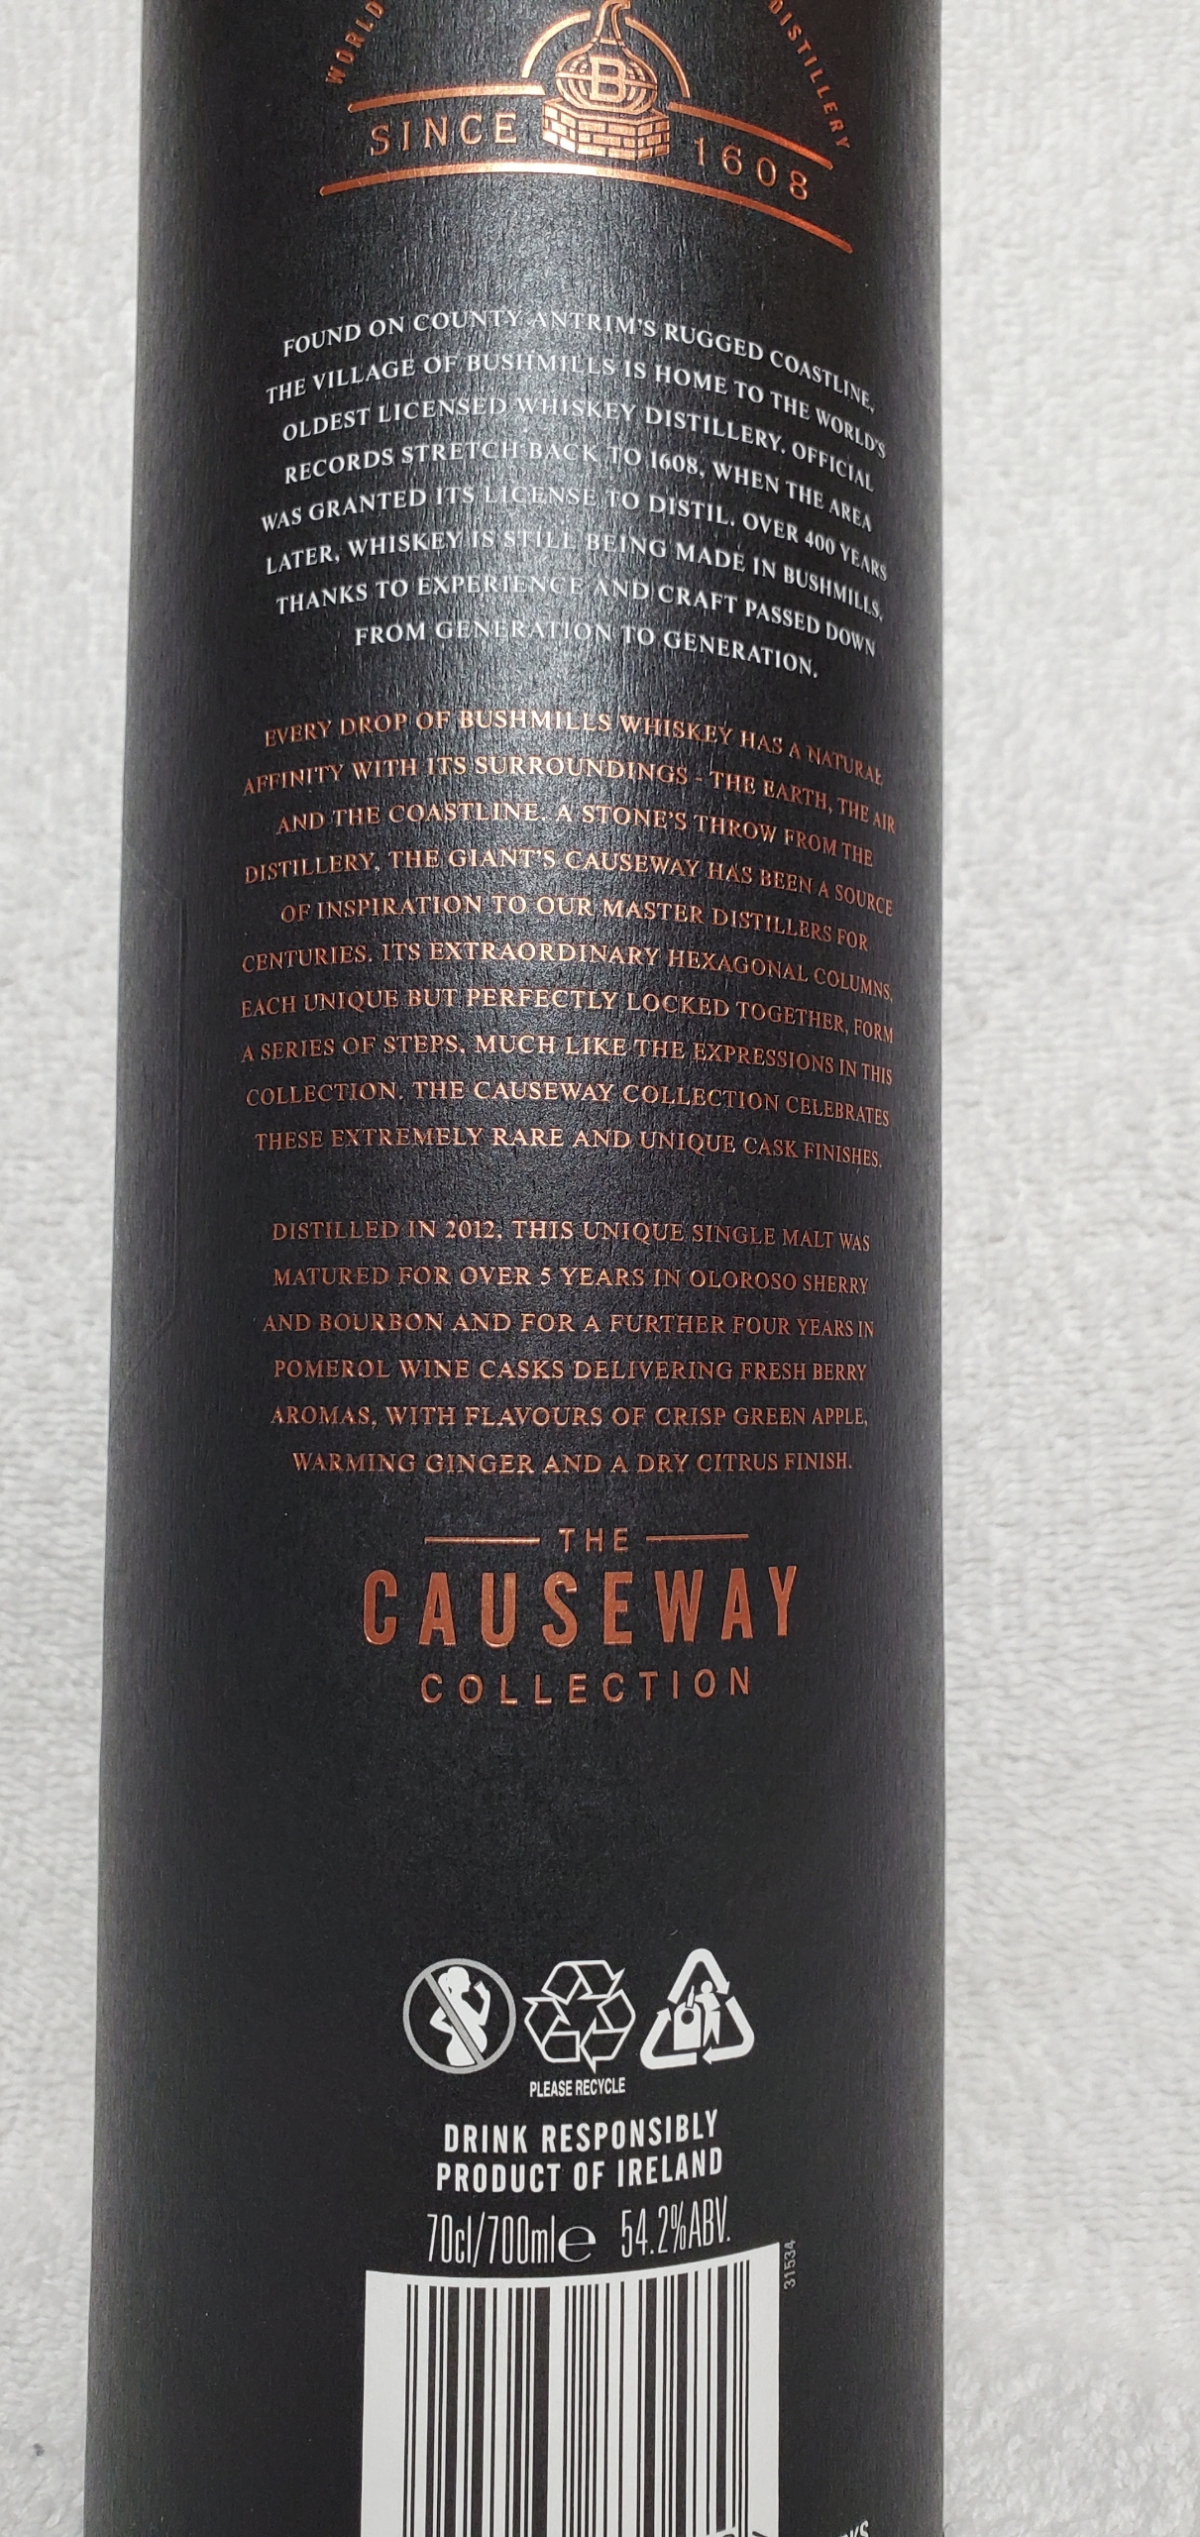 WORLD
DISTILLERY
B
SINCE 1608
FOUND ON COUNTY ANTRIM'S RUGGED COASTLINE,
THE VILLAGE OF BUSHMILLS IS HOME TO THE WORLD'S
OLDEST LICENSED WHISKEY DISTILLERY. OFFICIAL
RECORDS STRETCH BACK TO 1608, WHEN THE AREA
WAS GRANTED ITS LICENSE TO DISTIL. OVER 400 YEARS
LATER, WHISKEY IS STILL BEING MADE IN BUSHMILLS,
THANKS TO EXPERIENCE AND CRAFT PASSED DOWN
FROM GENERATION TO GENERATION.
EVERY DROP OF BUSHMILLS WHISKEY HAS A NATURAL
AFFINITY WITH ITS SURROUNDINGS - THE EARTH, THE AIR
AND THE COASTLINE. A STONE'S THROW FROM THE
DISTILLERY, THE GIANT'S CAUSEWAY HAS BEEN A SOURCE
OF INSPIRATION TO OUR MASTER DISTILLERS FOR
CENTURIES. ITS EXTRAORDINARY HEXAGONAL COLUMNS,
EACH UNIQUE BUT PERFECTLY LOCKED TOGETHER, FORM
A SERIES OF STEPS, MUCH LIKE THE EXPRESSIONS IN THIS
COLLECTION. THE CAUSEWAY COLLECTION CELEBRATES
THESE EXTREMELY RARE AND UNIQUE CASK FINISHES.
DISTILLED IN 2012, THIS UNIQUE SINGLE MALT WAS
MATURED FOR OVER 5 YEARS IN OLOROSO SHERRY
AND BOURBON AND FOR A FURTHER FOUR YEARS IN
POMEROL WINE CASKS DELIVERING FRESH BERRY
AROMAS, WITH FLAVOURS OF CRISP GREEN APPLE,
WARMING GINGER AND A DRY CITRUS FINISH.
THE
CAUSEWAY
COLLECTION
PLEASE RECYCLE
DRINK RESPONSIBLY
PRODUCT OF IRELAND
70cl/700ml℮ 54.2%ABV.
31534